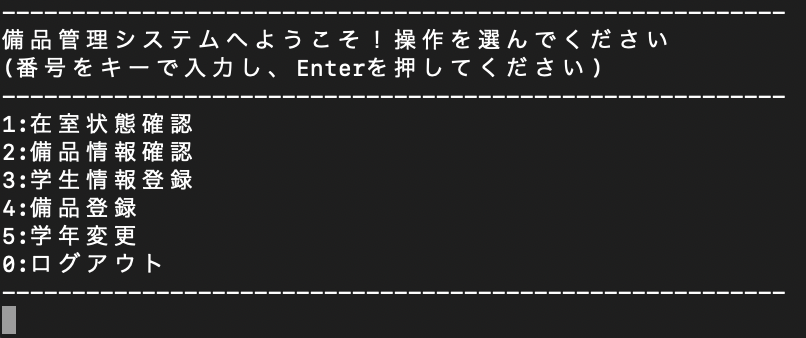 --------------------------------------------------------
備品管理システムへようこそ！操作を選んでください
(番号をキーで入力し、Enterを押してください)
--------------------------------------------------------
1:在室状態確認
2:備品情報確認
3:学生情報登録
4:備品登録
5:学年変更
0:ログアウト
--------------------------------------------------------